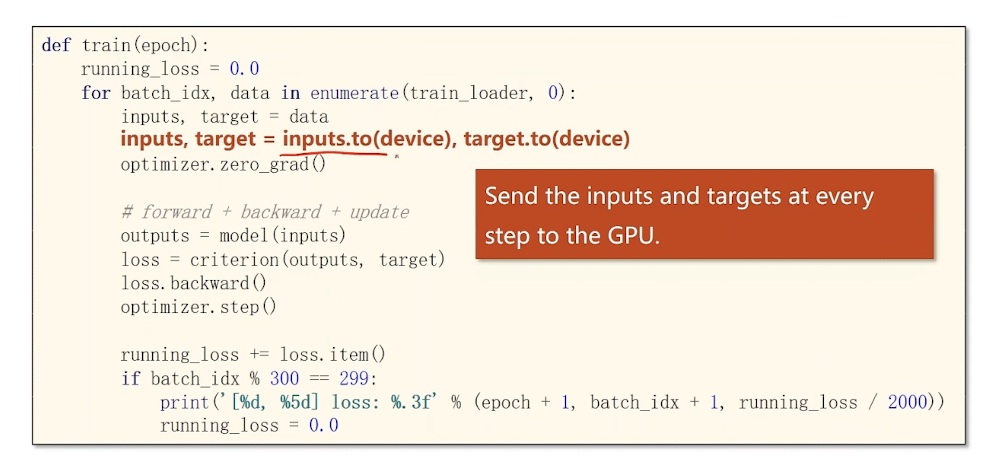 def train(epoch):
    running_loss = 0.0
    for batch_idx, data in enumerate(train_loader, 0):
        inputs, target = data
        inputs, target = inputs.to(device), target.to(device)
        optimizer.zero_grad()

        # forward + backward + update
        outputs = model(inputs)
        loss = criterion(outputs, target)
        loss.backward()
        optimizer.step()

        running_loss += loss.item()
        if batch_idx % 300 == 299:
            print('[%d, %5d] loss: %.3f' % (epoch + 1, batch_idx + 1, running_loss / 2000))
            running_loss = 0.0
Send the inputs and targets at every
step to the GPU.